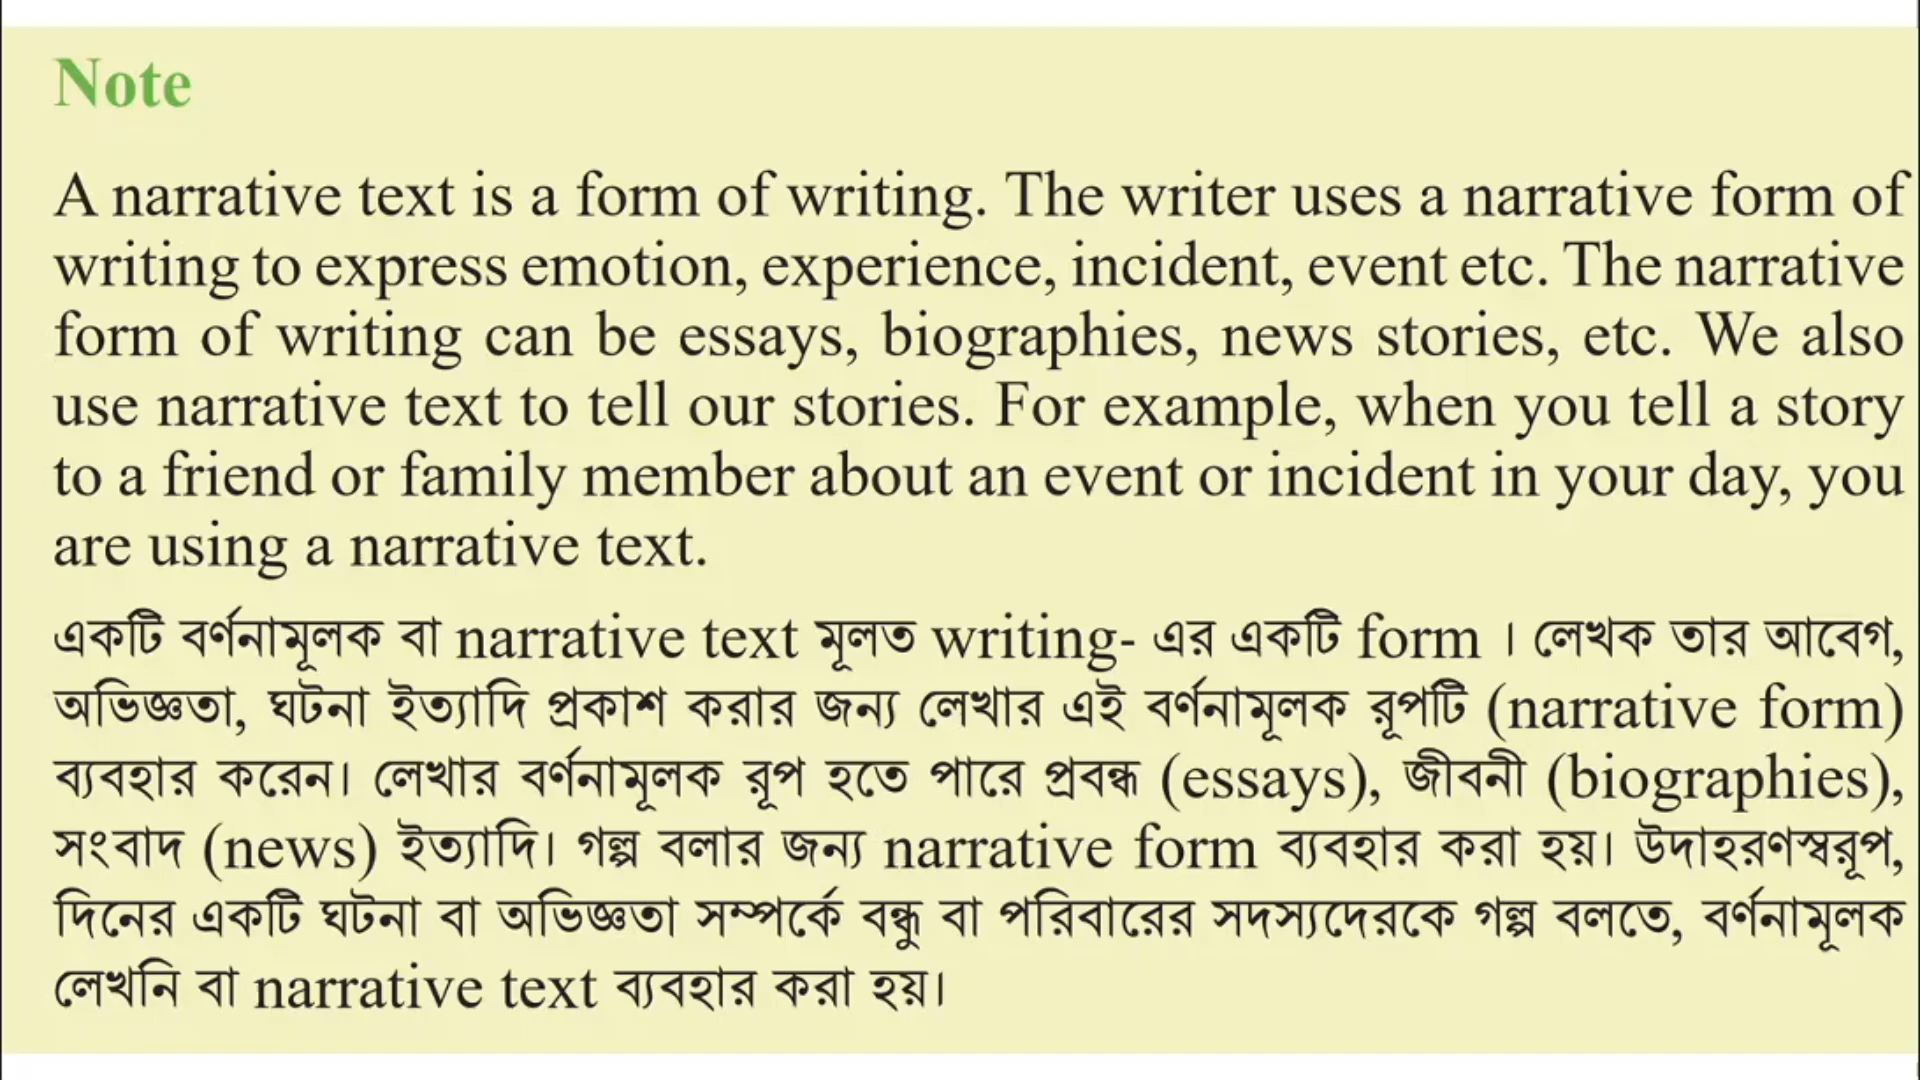 Note
A narrative text is a form of writing. The writer uses a narrative form of
writing to express emotion, experience, incident, event etc. The narrative
form of writing can be essays, biographies, news stories, etc. We also
use narrative text to tell our stories. For example, when you tell a story
to a friend or family member about an event or incident in your day, you
are using a narrative text.
একটি বর্ণনামূলক বা narrative text মূলত writing- এর একটি form । লেখক তার আবেগ,
অভিজ্ঞতা, ঘটনা ইত্যাদি প্রকাশ করার জন্য লেখার এই বর্ণনামূলক রূপটি (narrative form)
ব্যবহার করেন। লেখার বর্ণনামূলক রূপ হতে পারে প্রবন্ধ (essays), জীবনী (biographies),
সংবাদ (news) ইত্যাদি। গল্প বলার জন্য narrative form ব্যবহার করা হয়। উদাহরণস্বরূপ,
দিনের একটি ঘটনা বা অভিজ্ঞতা সম্পর্কে বন্ধু বা পরিবারের সদস্যদেরকে গল্প বলতে, বর্ণনামূলক
লেখনি বা narrative text ব্যবহার করা হয়।